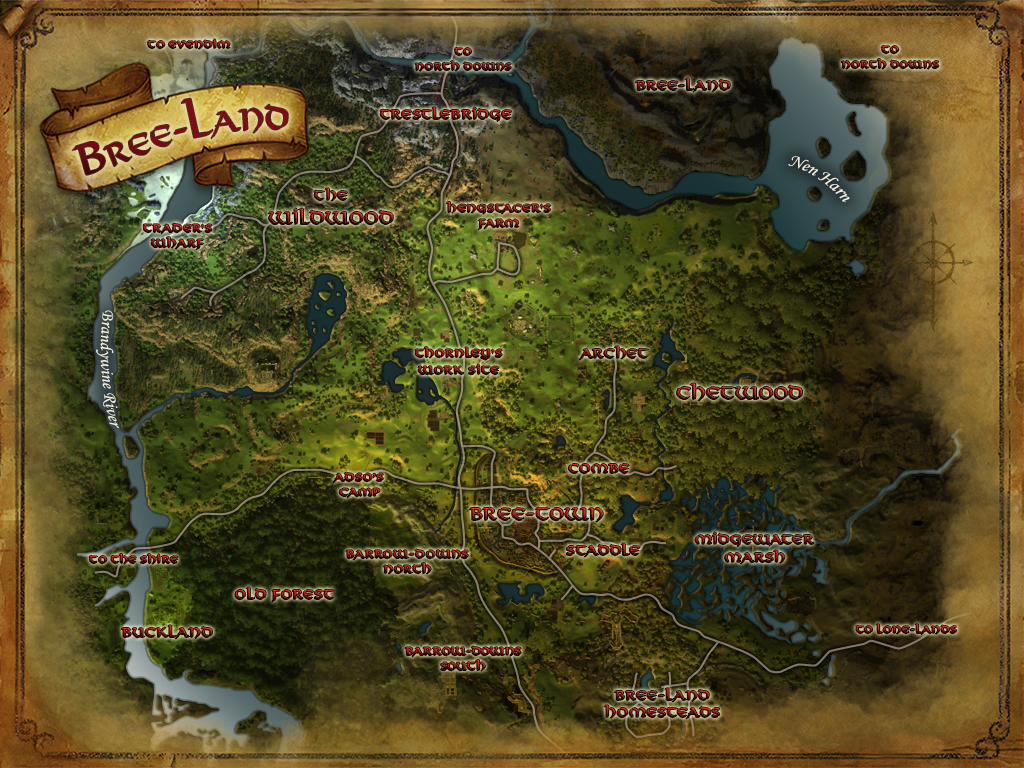 TO EVENDIM
TO
NORTH DOWNS
TO
NORTH DOWNS
BREE-LAND
BREE-LAND
TRESTLEBRIDGE
Nen Harn
THE
WILDWOOD
HENGSTACER'S
FARM
TRADER'S
WHARF
Brandywine River
THORNLEY'S
WORK SITE
ARCHET
CHETWOOD
COMBE
ADSO'S
CAMP
BREE-TOWN
MIDGEWATER
MARSH
STADDLE
BARROW-DOWNS
NORTH
TO THE SHIRE
OLD FOREST
BUCKLAND
TO LONE-LANDS
BARROW-DOWNS
SOUTH
BREE-LAND
HOMESTEADS